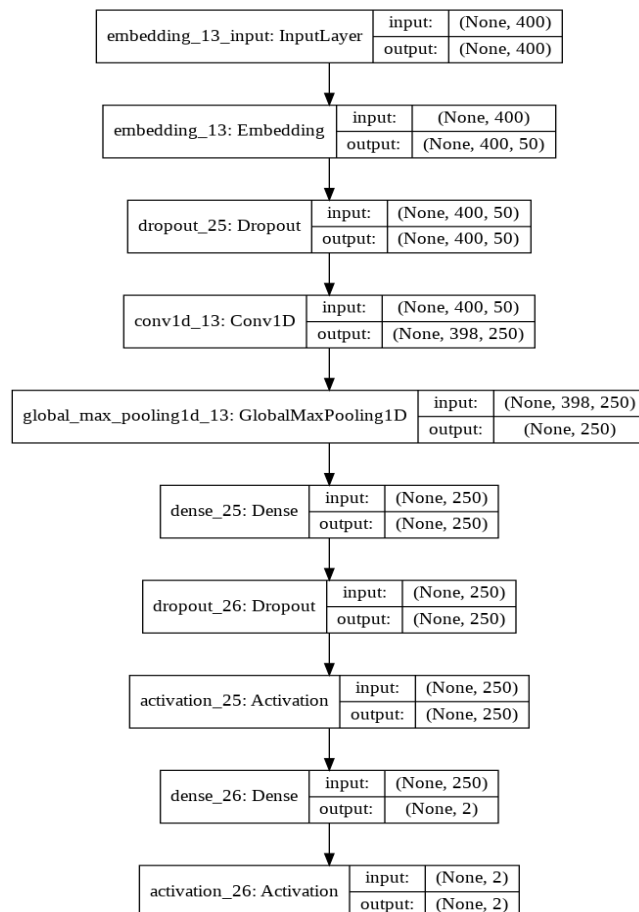 embedding_13_input: InputLayer
input: (None, 400)
output: (None, 400)
embedding_13: Embedding
input: (None, 400)
output: (None, 400, 50)
dropout_25: Dropout
input: (None, 400, 50)
output: (None, 400, 50)
conv1d_13: Conv1D
input: (None, 400, 50)
output: (None, 398, 250)
global_max_pooling1d_13: GlobalMaxPooling1D
input: (None, 398, 250)
output: (None, 250)
dense_25: Dense
input: (None, 250)
output: (None, 250)
dropout_26: Dropout
input: (None, 250)
output: (None, 250)
activation_25: Activation
input: (None, 250)
output: (None, 250)
dense_26: Dense
input: (None, 250)
output: (None, 2)
activation_26: Activation
input: (None, 2)
output: (None, 2)